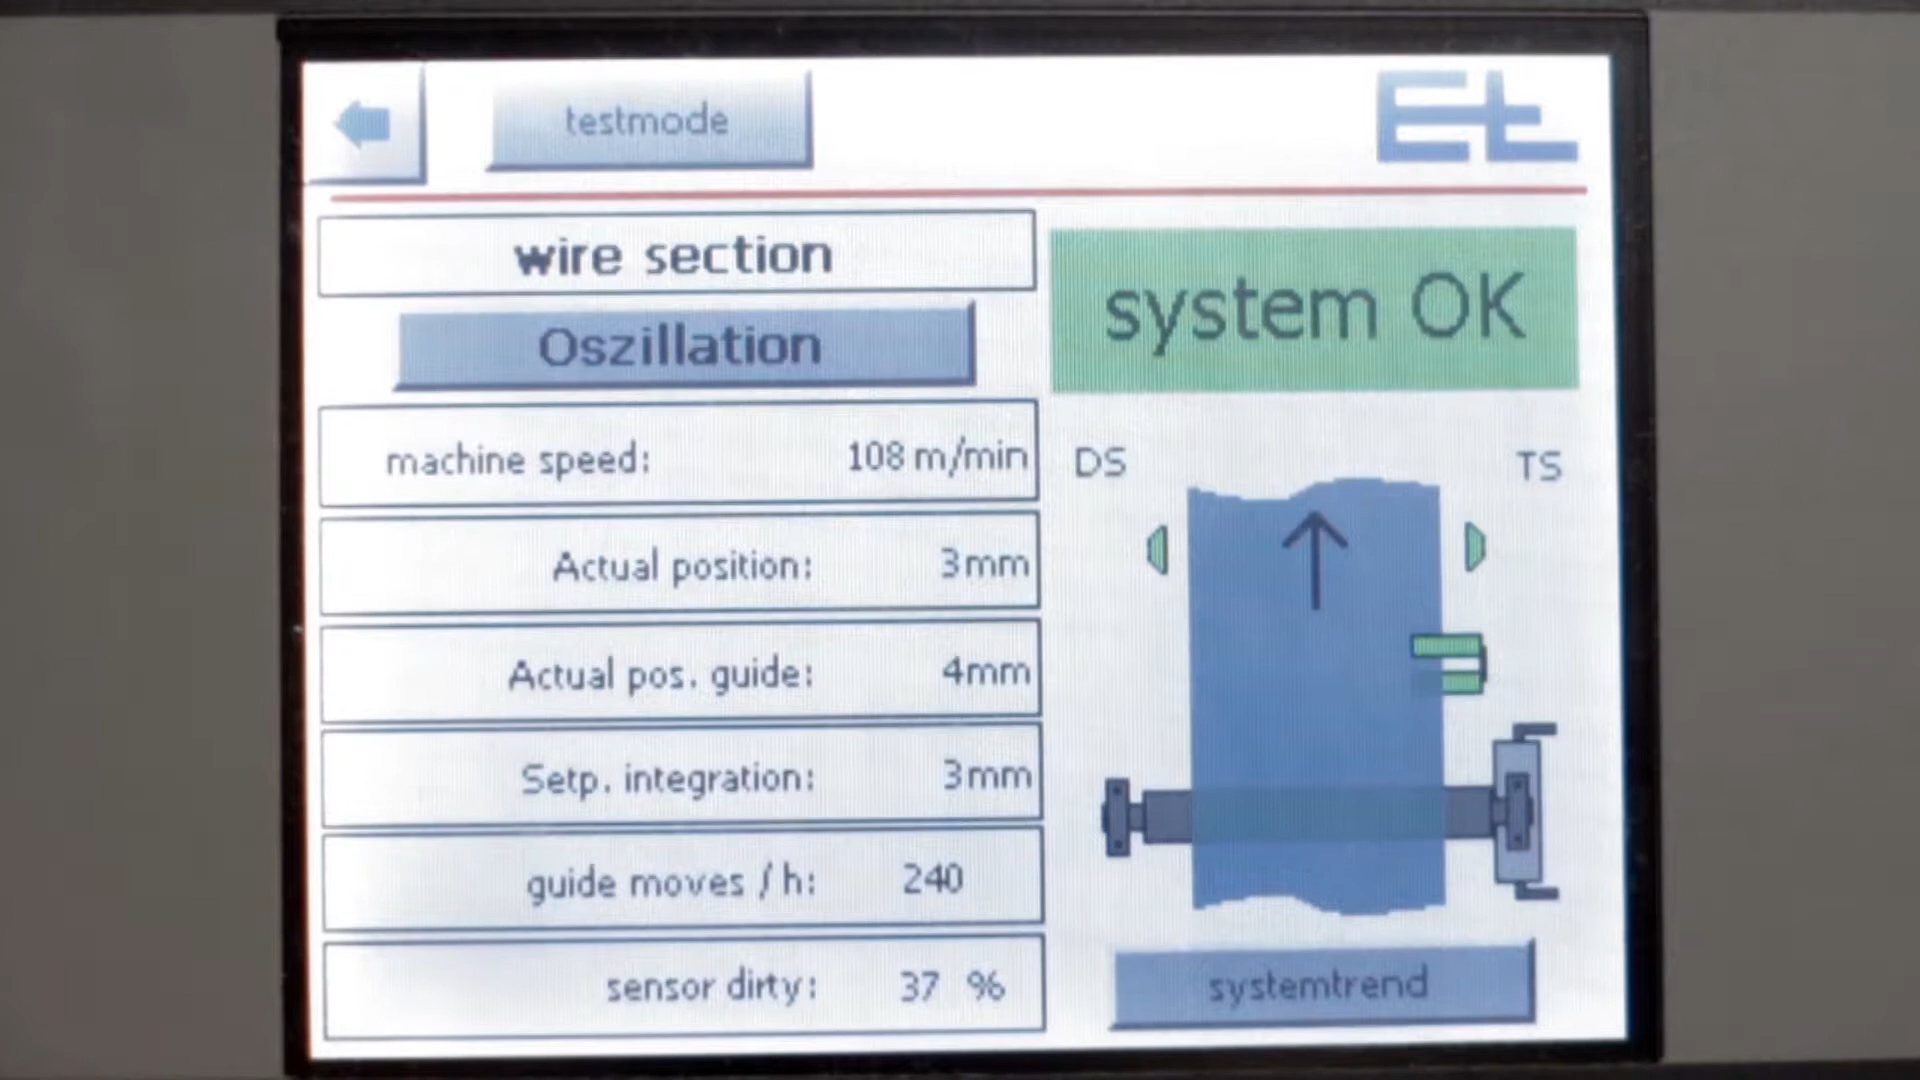 testmode
E+L
wire section
system OK
Oszillation
machine speed: 108 m/min
DS TS
Actual position: 3mm
Actual pos. guide: 4mm
Setp. integration: 3mm
guide moves / h: 240
sensor dirty: 37 %
systemtrend